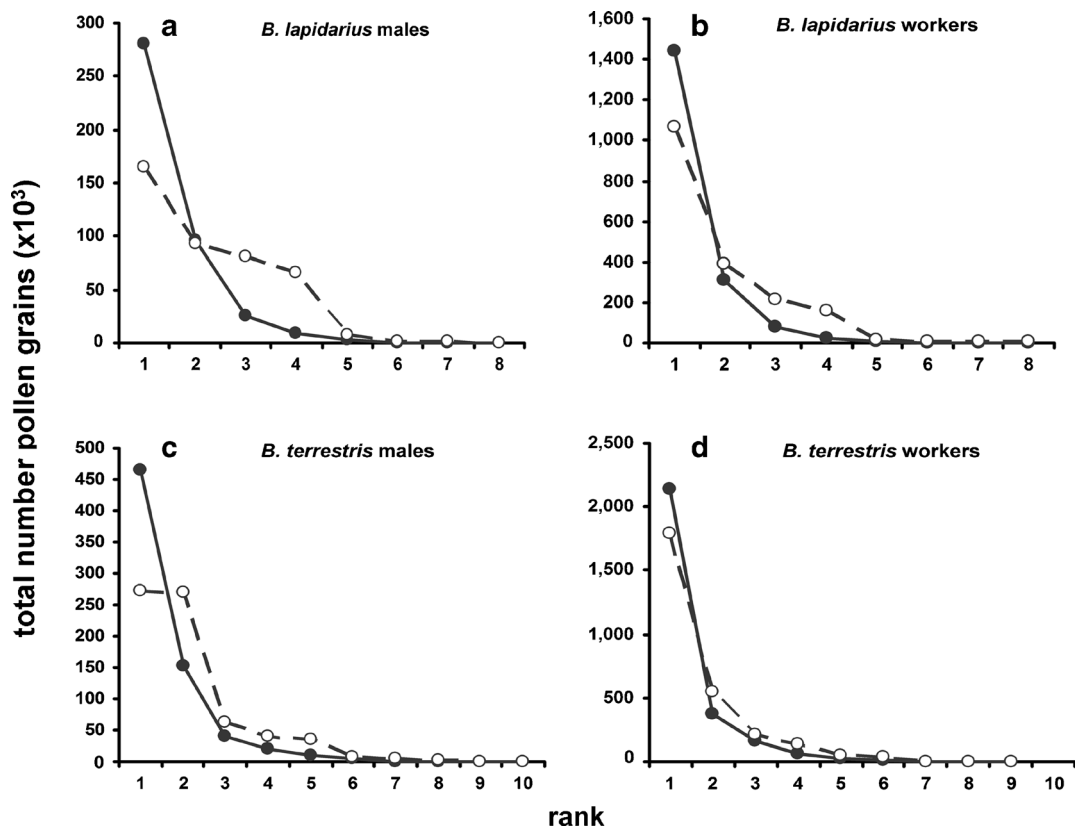 total number pollen grains (x10³)
a
B. lapidarius males
300
250
200
150
100
50
0
1 2 3 4 5 6 7 8
b
B. lapidarius workers
1,600
1,400
1,200
1,000
800
600
400
200
0
1 2 3 4 5 6 7 8
c
B. terrestris males
500
450
400
350
300
250
200
150
100
50
0
1 2 3 4 5 6 7 8 9 10
d
B. terrestris workers
2,500
2,000
1,500
1,000
500
0
1 2 3 4 5 6 7 8 9 10
rank